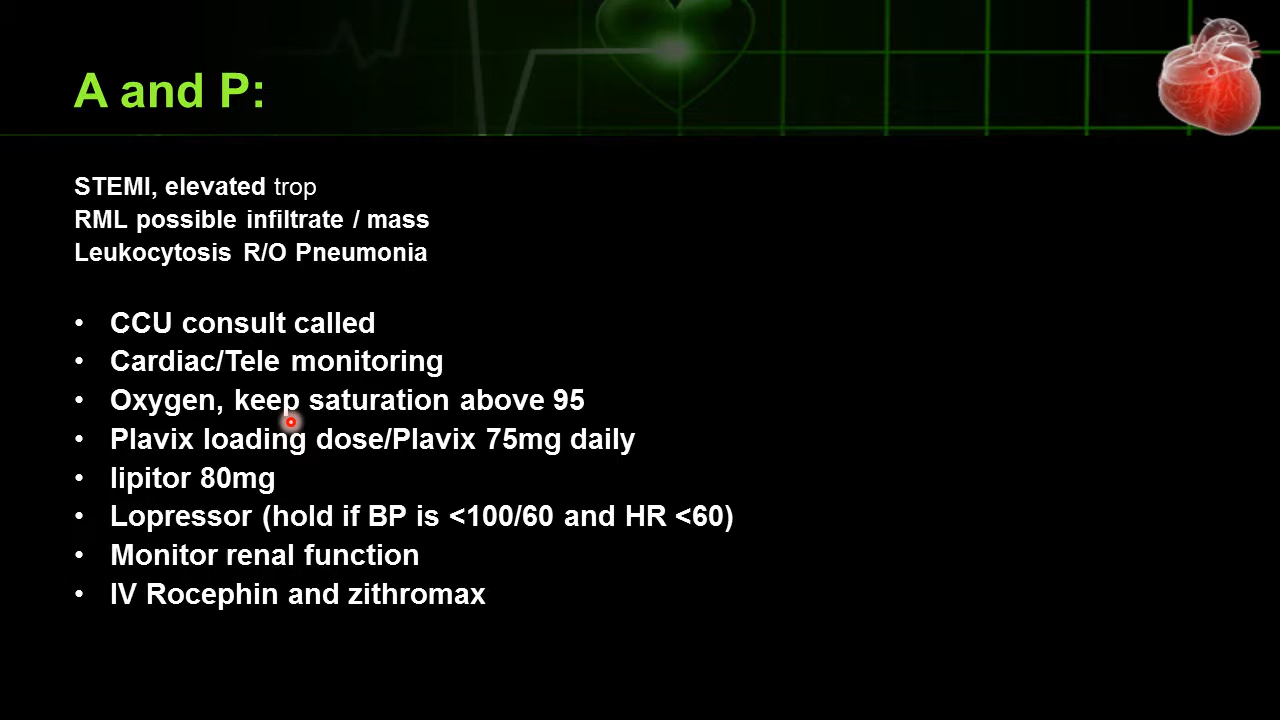 A and P:
STEMI, elevated trop
RML possible infiltrate / mass
Leukocytosis R/O Pneumonia
• CCU consult called
• Cardiac/Tele monitoring
• Oxygen, keep saturation above 95
• Plavix loading dose/Plavix 75mg daily
• lipitor 80mg
• Lopressor (hold if BP is <100/60 and HR <60)
• Monitor renal function
• IV Rocephin and zithromax